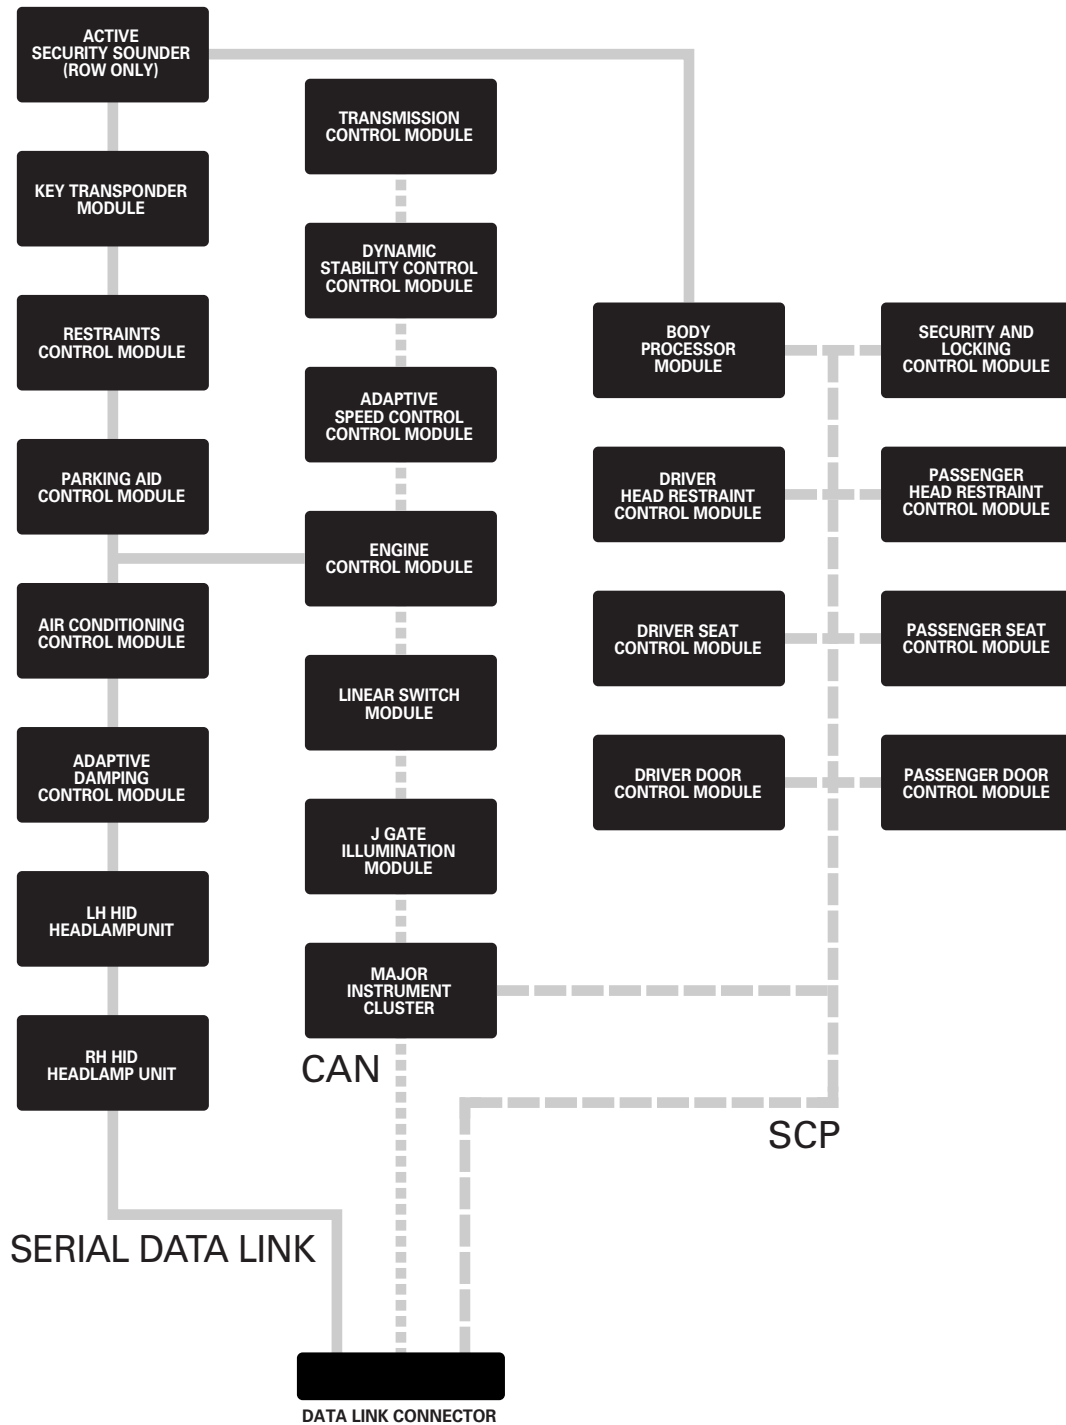 ACTIVE
SECURITY SOUNDER
(ROW ONLY)
KEY TRANSPONDER
MODULE
RESTRAINTS
CONTROL MODULE
PARKING AID
CONTROL MODULE
AIR CONDITIONING
CONTROL MODULE
ADAPTIVE
DAMPING
CONTROL MODULE
LH HID
HEADLAMPUNIT
RH HID
HEADLAMP UNIT
SERIAL DATA LINK
TRANSMISSION
CONTROL MODULE
DYNAMIC
STABILITY CONTROL
CONTROL MODULE
ADAPTIVE
SPEED CONTROL
CONTROL MODULE
ENGINE
CONTROL MODULE
LINEAR SWITCH
MODULE
J GATE
ILLUMINATION
MODULE
MAJOR
INSTRUMENT
CLUSTER
CAN
BODY
PROCESSOR
MODULE
DRIVER
HEAD RESTRAINT
CONTROL MODULE
DRIVER SEAT
CONTROL MODULE
DRIVER DOOR
CONTROL MODULE
SECURITY AND
LOCKING
CONTROL MODULE
PASSENGER
HEAD RESTRAINT
CONTROL MODULE
PASSENGER SEAT
CONTROL MODULE
PASSENGER DOOR
CONTROL MODULE
SCP
DATA LINK CONNECTOR